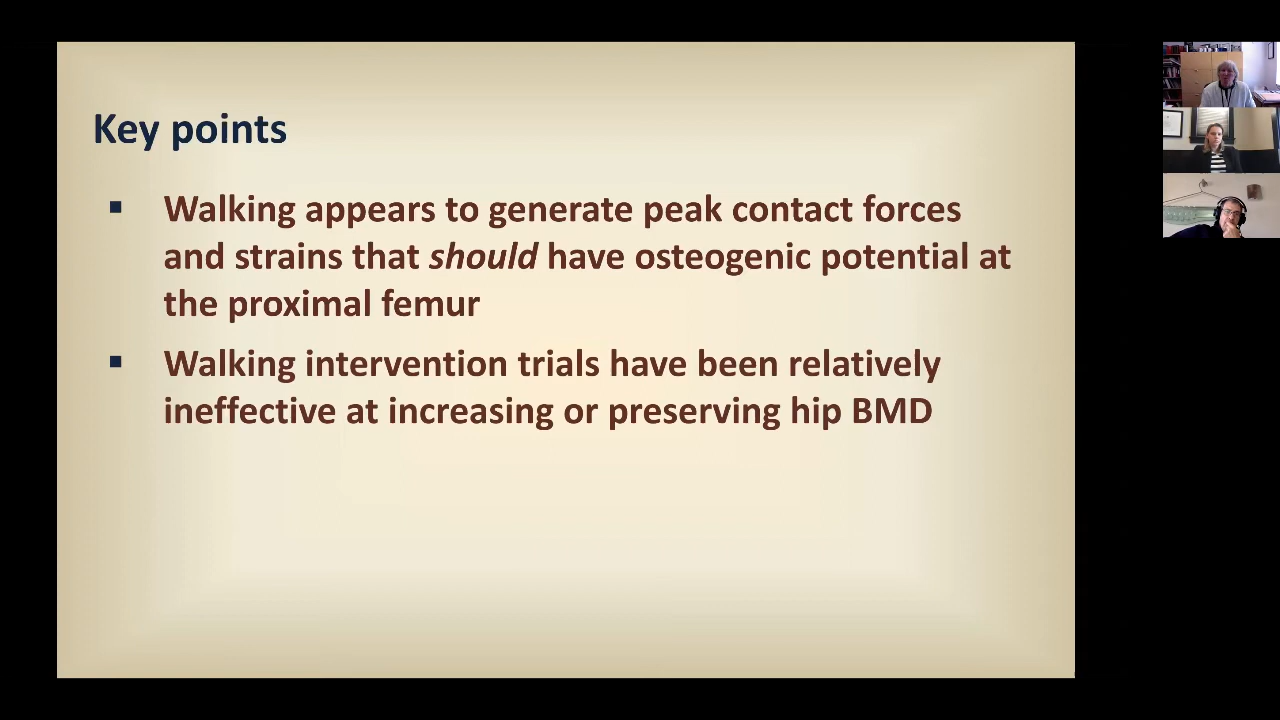 Key points
▪ Walking appears to generate peak contact forces
and strains that should have osteogenic potential at
the proximal femur
▪ Walking intervention trials have been relatively
ineffective at increasing or preserving hip BMD